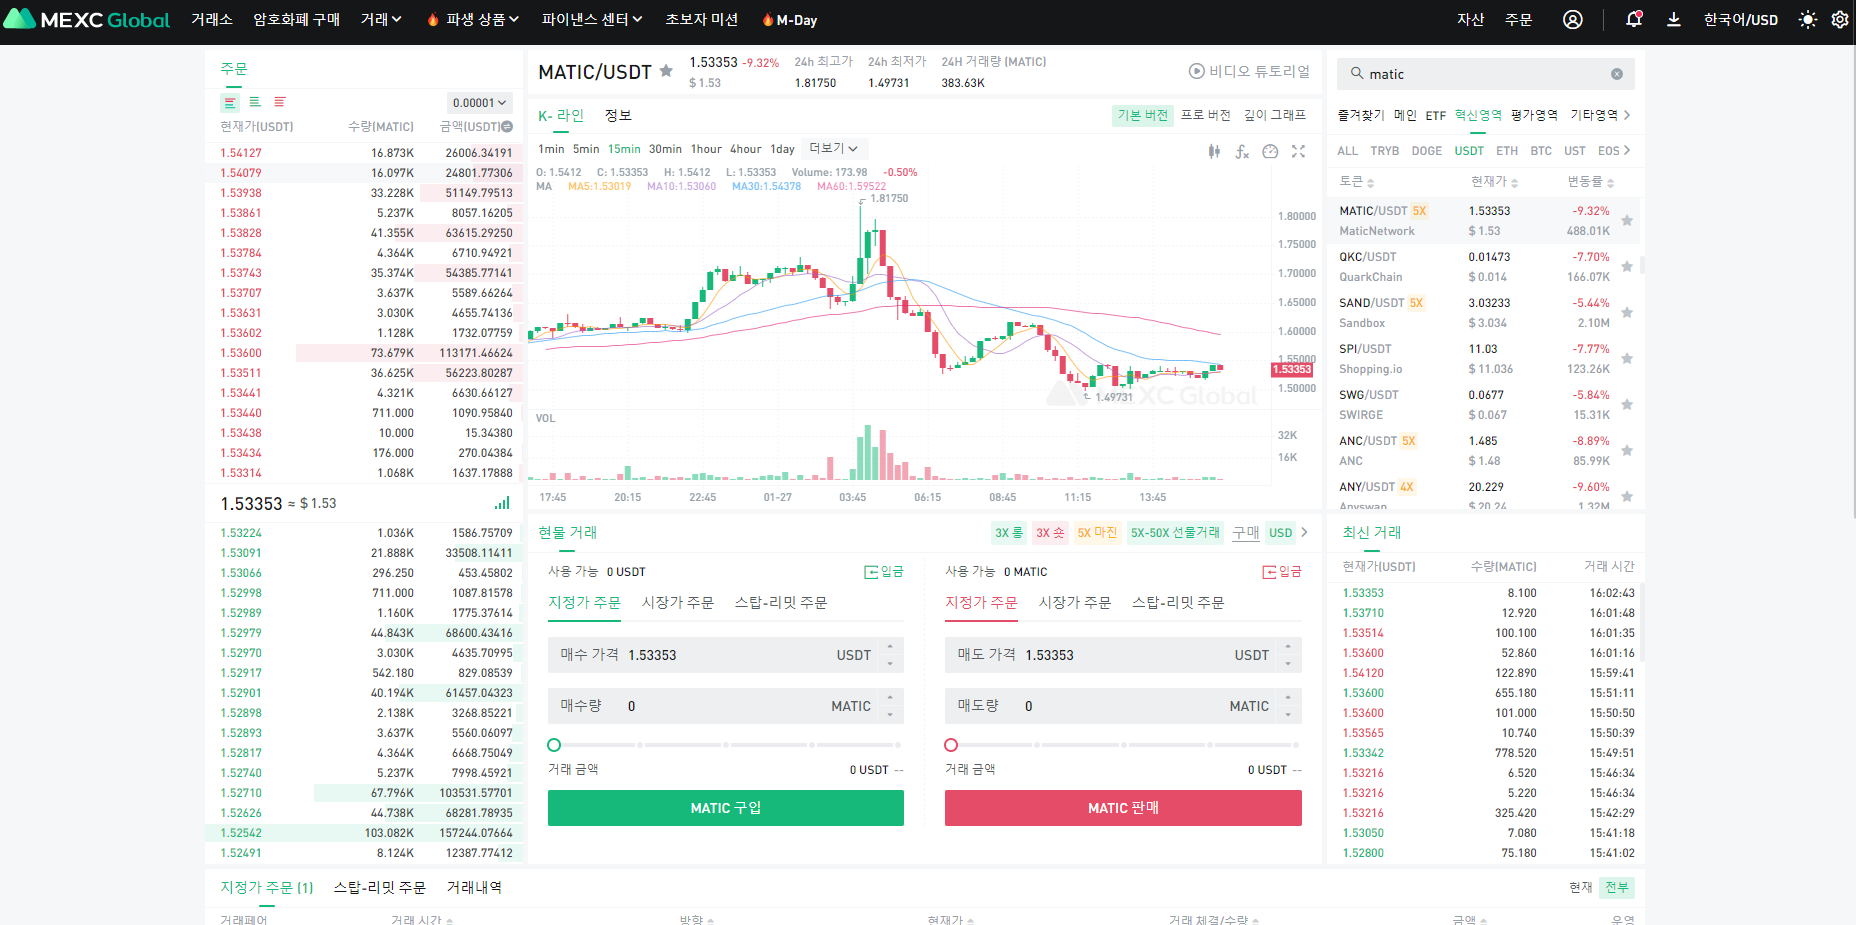 MEXC Global 거래소 암호화폐 구매 거래 파생 상품 파이낸스 센터 초보자 미션 M-Day 자산 주문 한국어/USD
주문
0.00001
현재가(USDT) 수량(MATIC) 금액(USDT)
1.54127 16.873K 26006.34191
1.54079 16.097K 24801.77306
1.53938 33.228K 51149.79513
1.53861 5.237K 8057.16205
1.53828 41.355K 63615.29250
1.53784 4.364K 6710.94921
1.53743 35.374K 54385.77141
1.53707 3.637K 5589.66264
1.53631 3.030K 4655.74136
1.53602 1.128K 1732.07759
1.53600 73.679K 113171.46624
1.53511 36.625K 56223.80287
1.53441 4.321K 6630.66127
1.53440 711.000 1090.95840
1.53438 10.000 15.34380
1.53434 176.000 270.04384
1.53314 1.068K 1637.17888
1.53353 ≈ $ 1.53
1.53224 1.036K 1586.75709
1.53091 21.888K 33508.11411
1.53066 296.250 453.45802
1.52998 711.000 1087.81578
1.52989 1.160K 1775.37614
1.52979 44.843K 68600.43416
1.52970 3.030K 4635.70995
1.52917 542.180 829.08539
1.52901 40.194K 61457.04323
1.52898 2.138K 3268.85221
1.52893 3.637K 5560.06097
1.52817 4.364K 6668.75049
1.52740 5.237K 7998.45921
1.52710 67.796K 103531.57701
1.52626 44.738K 68281.78935
1.52542 103.082K 157244.07664
1.52491 8.124K 12387.77412
MATIC/USDT 1.53353 -9.32% 24h 최고가 24h 최저가 24H 거래량 (MATIC) 비디오 튜토리얼
$ 1.53 1.81750 1.49731 383.63K
K- 라인 정보 기본 버전 프로 버전 깊이 그래프
1min 5min 15min 30min 1hour 4hour 1day 더보기
O: 1.5412 C: 1.53353 H: 1.5412 L: 1.53353 Volume: 173.98 -0.50%
MA MA5:1.53019 MA10:1.53060 MA30:1.54378 MA60:1.59522
1.81750
1.80000
1.75000
1.70000
1.65000
1.60000
1.55000
1.53353
1.50000
1.49731
MEXC Global
VOL
32K
16K
17:45 20:15 22:45 01-27 03:45 06:15 08:45 11:15 13:45
현물 거래 3X 롱 3X 숏 5X 마진 5X-50X 선물거래 구매 USD
사용 가능 0 USDT 입금
지정가 주문 시장가 주문 스탑-리밋 주문
매수 가격 1.53353 USDT
매수량 0 MATIC
거래 금액 0 USDT --
MATIC 구입
사용 가능 0 MATIC 입금
지정가 주문 시장가 주문 스탑-리밋 주문
매도 가격 1.53353 USDT
매도량 0 MATIC
거래 금액 0 USDT --
MATIC 판매
matic
즐겨찾기 메인 ETF 혁신영역 평가영역 기타영역
ALL TRYB DOGE USDT ETH BTC UST EOS
토큰 현재가 변동률
MATIC/USDT 5X 1.53353 -9.32%
MaticNetwork $ 1.53 488.01K
QKC/USDT 0.01473 -7.70%
QuarkChain $ 0.014 166.07K
SAND/USDT 5X 3.03233 -5.44%
Sandbox $ 3.034 2.10M
SPI/USDT 11.03 -7.77%
Shopping.io $ 11.036 123.26K
SWG/USDT 0.0677 -5.84%
SWIRGE $ 0.067 15.31K
ANC/USDT 5X 1.485 -8.89%
ANC $ 1.48 85.99K
ANY/USDT 4X 20.229 -9.60%
Anyswap $ 20.24 1.32M
최신 거래
현재가(USDT) 수량(MATIC) 거래 시간
1.53353 8.100 16:02:43
1.53710 12.920 16:01:48
1.53514 100.100 16:01:35
1.53600 52.860 16:01:16
1.54120 122.890 15:59:41
1.53600 655.180 15:51:11
1.53600 101.000 15:50:50
1.53565 10.740 15:50:39
1.53342 778.520 15:49:51
1.53216 6.520 15:46:34
1.53216 5.220 15:46:34
1.53216 325.420 15:42:29
1.53050 7.080 15:41:18
1.52800 75.180 15:41:02
지정가 주문 (1) 스탑-리밋 주문 거래내역 현재 전부
거래페어 거래 시간 방향 현재가 거래 체결/수량 금액 운영